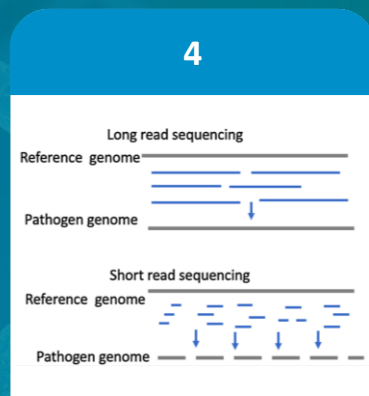 4
Long read sequencing
Reference genome
Pathogen genome
Short read sequencing
Reference genome
Pathogen genome